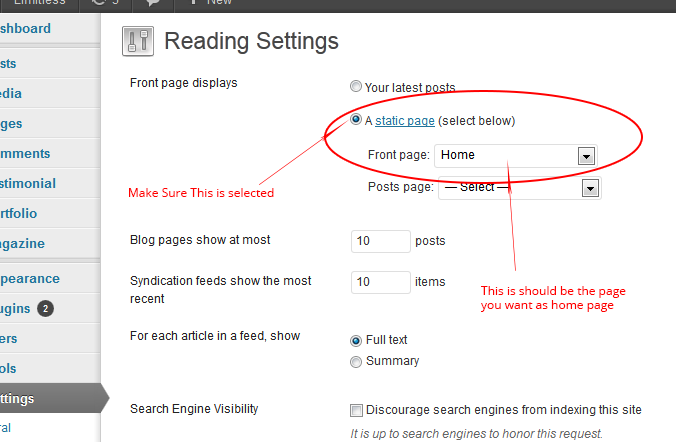 Limitless 5 New
shboard
sts
edia
ges
mments
stimonial
rtfolio
agazine
pearance
ugins 2
ers
ols
ttings
ral
Reading Settings
Front page displays
Your latest posts
A static page (select below)
Front page: Home
Make Sure This is selected
Posts page: — Select —
Blog pages show at most 10 posts
Syndication feeds show the most
recent
10 items
This is should be the page
you want as home page
For each article in a feed, show
Full text
Summary
Search Engine Visibility
Discourage search engines from indexing this site
It is up to search engines to honor this request.